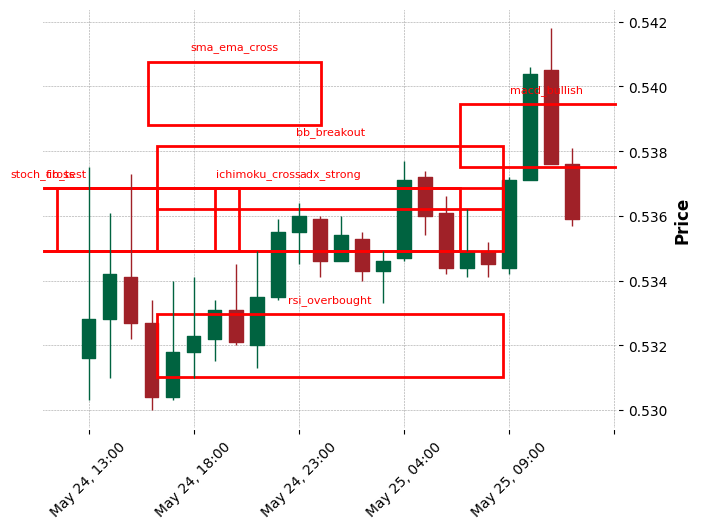 0.542
sma_ema_cross
0.540
macd_bullish
bb_breakout
0.538
stoch_cross
fib_test
ichimoku_cross
adx_strong
0.536
Price
0.534
rsi_overbought
0.532
0.530
May 24, 13:00
May 24, 18:00
May 24, 23:00
May 25, 04:00
May 25, 09:00